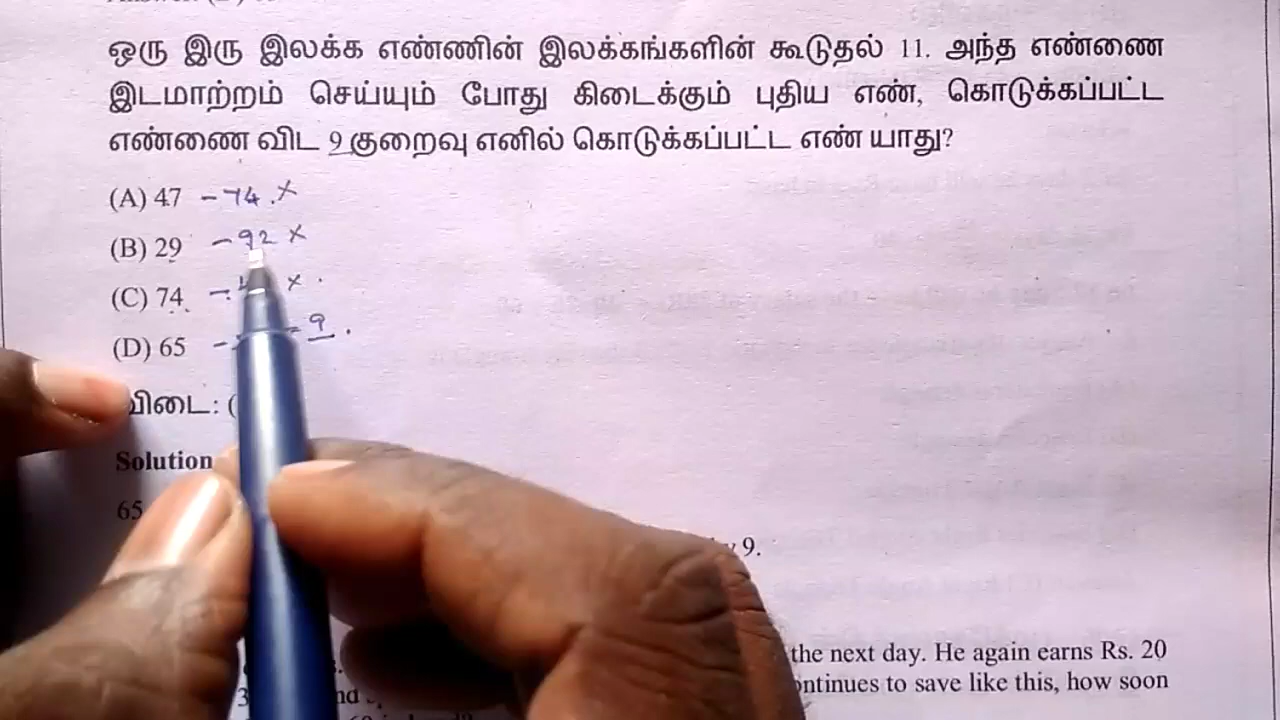 ஒரு இரு இலக்க எண்ணின் இலக்கங்களின் கூடுதல் 11. அந்த எண்ணை
இடமாற்றம் செய்யும் போது கிடைக்கும் புதிய எண், கொடுக்கப்பட்ட
எண்ணை விட 9 குறைவு எனில் கொடுக்கப்பட்ட எண் யாது?
(A) 47 – 74 . ×
(B) 29 – 92 ×
(C) 74 – × .
(D) 65 – 9 .
விடை: (
Solution
65
9.
the next day. He again earns Rs. 20
continues to save like this, how soon